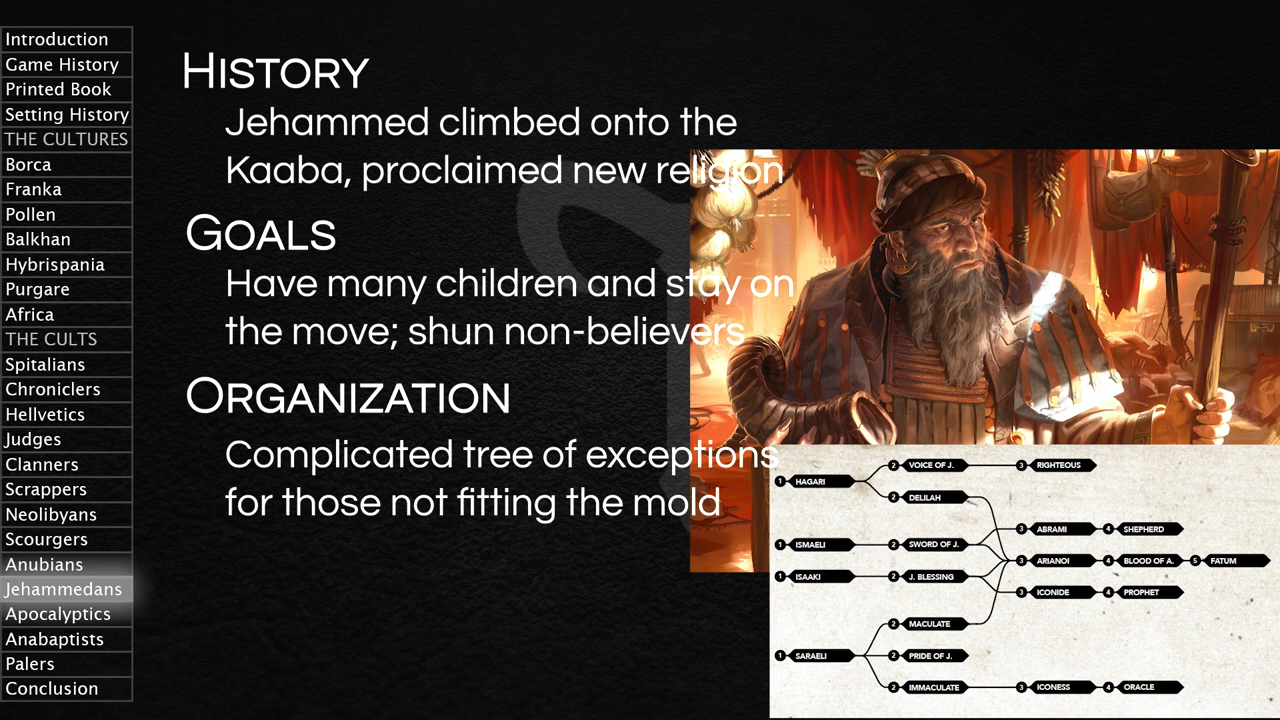 Introduction
Game History
Printed Book
Setting History
THE CULTURES
Borca
Franka
Pollen
Balkhan
Hybrispania
Purgare
Africa
THE CULTS
Spitalians
Chroniclers
Hellvetics
Judges
Clanners
Scrappers
Neolibyans
Scourgers
Anubians
Jehammedans
Apocalyptics
Anabaptists
Palers
Conclusion
HISTORY
Jehammed climbed onto the
Kaaba, proclaimed new religion
GOALS
Have many children and stay on
the move; shun non-believers
ORGANIZATION
Complicated tree of exceptions
for those not fitting the mold
2 VOICE OF J. 3 RIGHTEOUS
1 HAGARI
2 DELILAH
3 ABRAMI 4 SHEPHERD
1 ISMAELI 2 SWORD OF J.
3 ARIANOI 4 BLOOD OF A. 5 FATUM
1 ISAAKI 2 J. BLESSING
3 ICONIDE 4 PROPHET
2 MACULATE
1 SARAELI 2 PRIDE OF J.
2 IMMACULATE 3 ICONESS 4 ORACLE